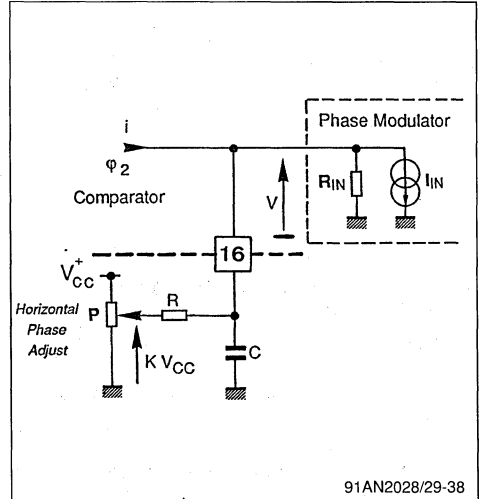 Phase Modulator
i
φ2
Comparator
V
RIN
IIN
16
V+CC
Horizontal
Phase
Adjust
P
R
K VCC
C
91AN2028/29-38